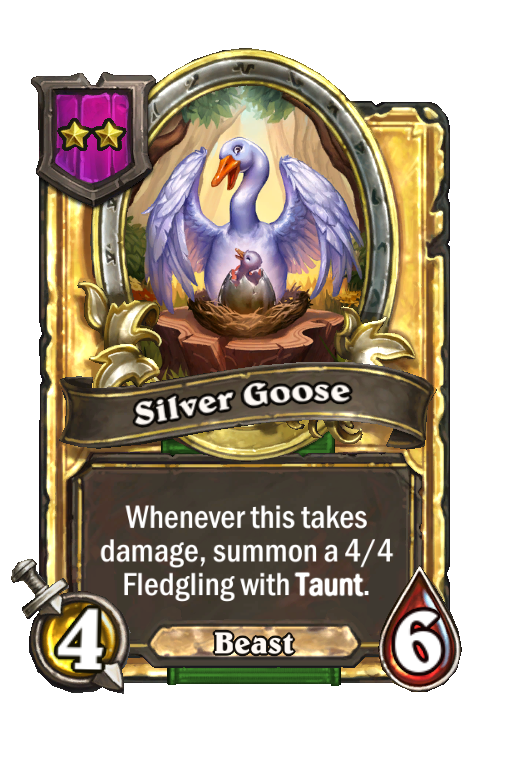 Silver Goose
Whenever this takes
damage, summon a 4/4
Fledgling with Taunt.
4
Beast
6